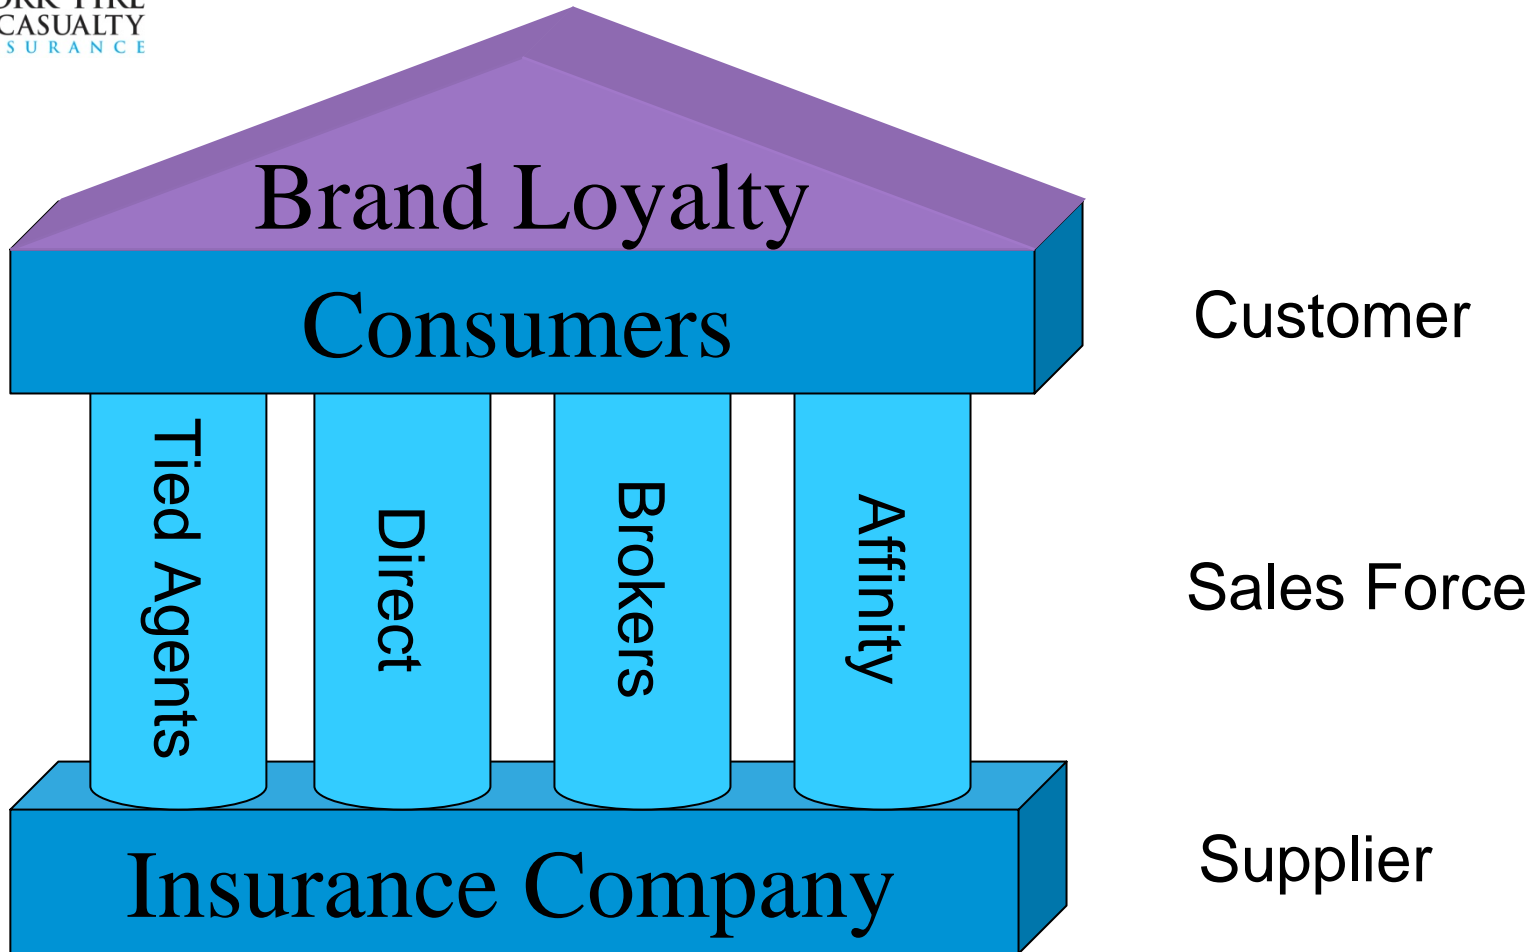 CASUALTY
Brand Loyalty
Consumers
Customer
Tied Agents
Direct
Brokers
Affinity
Sales Force
Insurance Company
Supplier